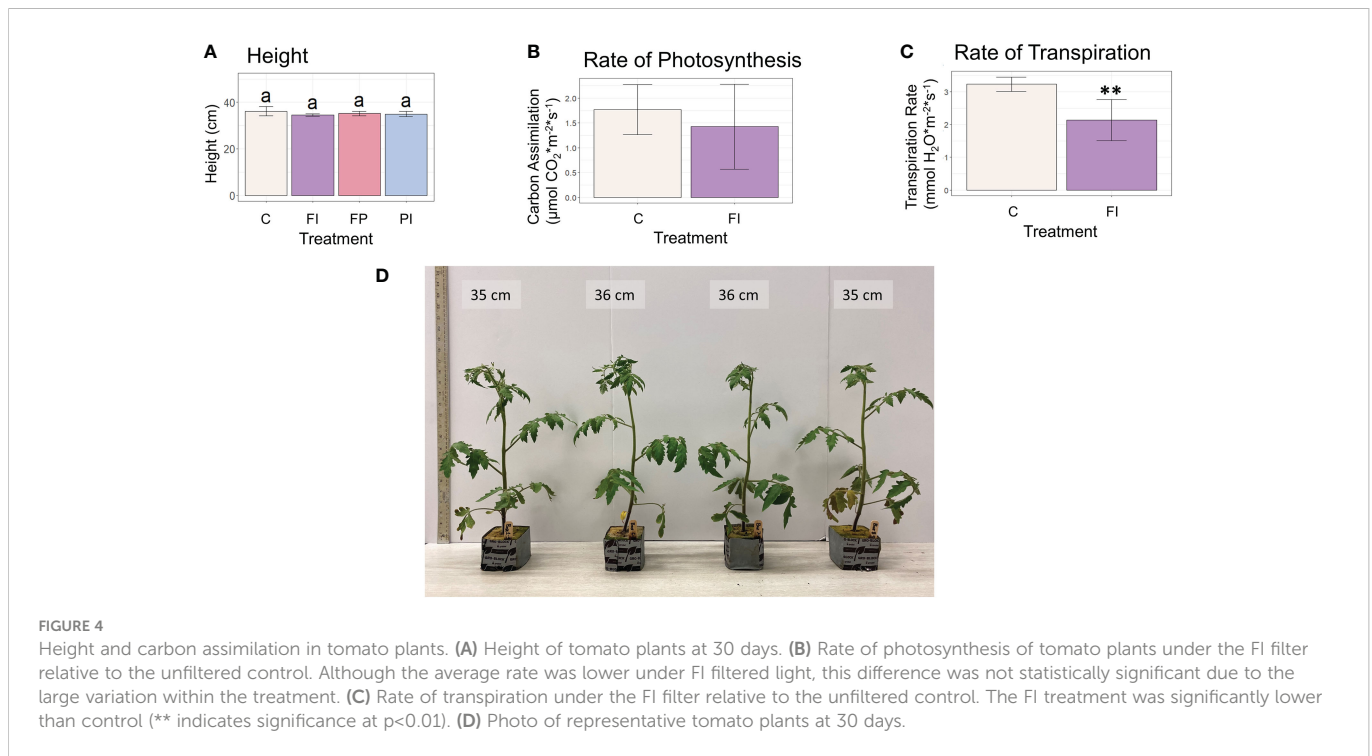 A Height
a a a a
Height (cm)
40
20
0
C FI FP PI
Treatment
B Rate of Photosynthesis
Carbon Assimilation
(µmol CO₂*m⁻²*s⁻¹)
2.0
1.5
1.0
0.5
0.0
C FI
Treatment
C Rate of Transpiration
**
Transpiration Rate
(mmol H₂O*m⁻²*s⁻¹)
3
2
1
0
C FI
Treatment
D
35 cm 36 cm 36 cm 35 cm
FIGURE 4
Height and carbon assimilation in tomato plants. (A) Height of tomato plants at 30 days. (B) Rate of photosynthesis of tomato plants under the FI filter
relative to the unfiltered control. Although the average rate was lower under FI filtered light, this difference was not statistically significant due to the
large variation within the treatment. (C) Rate of transpiration under the FI filter relative to the unfiltered control. The FI treatment was significantly lower
than control (** indicates significance at p<0.01). (D) Photo of representative tomato plants at 30 days.